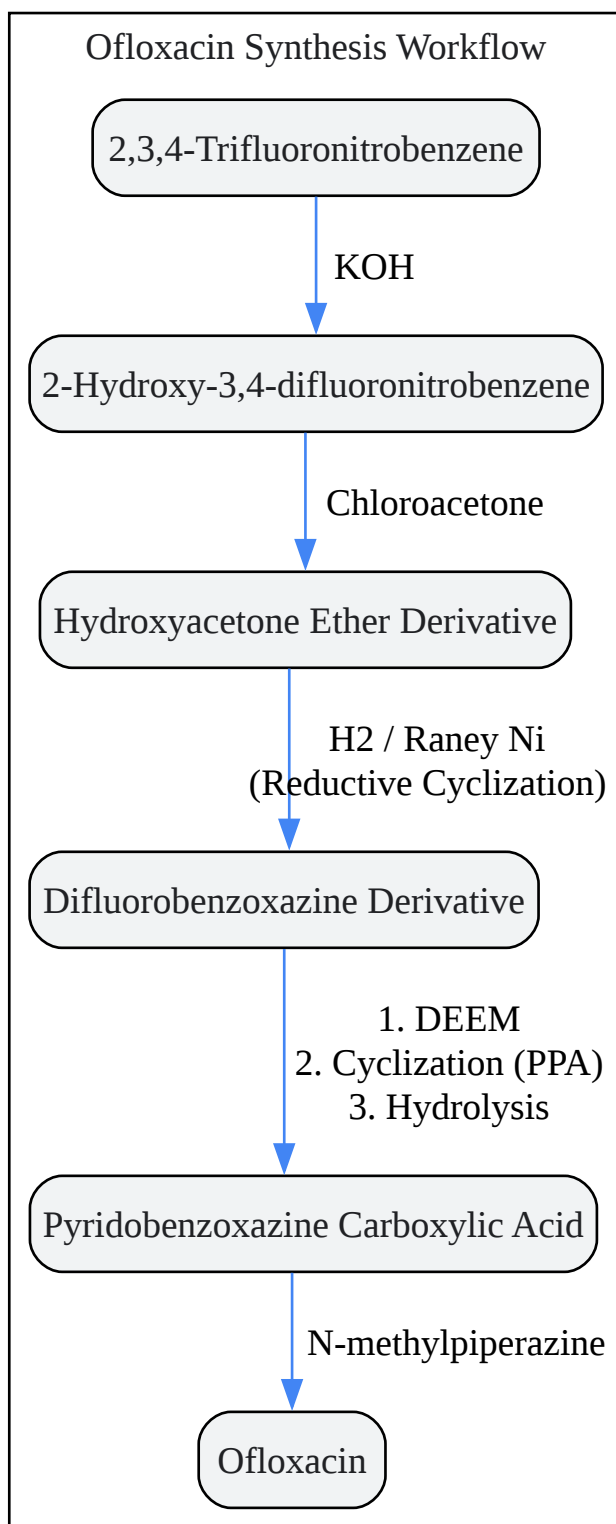 Ofloxacin Synthesis Workflow
2,3,4-Trifluoronitrobenzene
KOH
2-Hydroxy-3,4-difluoronitrobenzene
Chloroacetone
Hydroxyacetone Ether Derivative
H2 / Raney Ni
(Reductive Cyclization)
Difluorobenzoxazine Derivative
1. DEEM
2. Cyclization (PPA)
3. Hydrolysis
Pyridobenzoxazine Carboxylic Acid
N-methylpiperazine
Ofloxacin